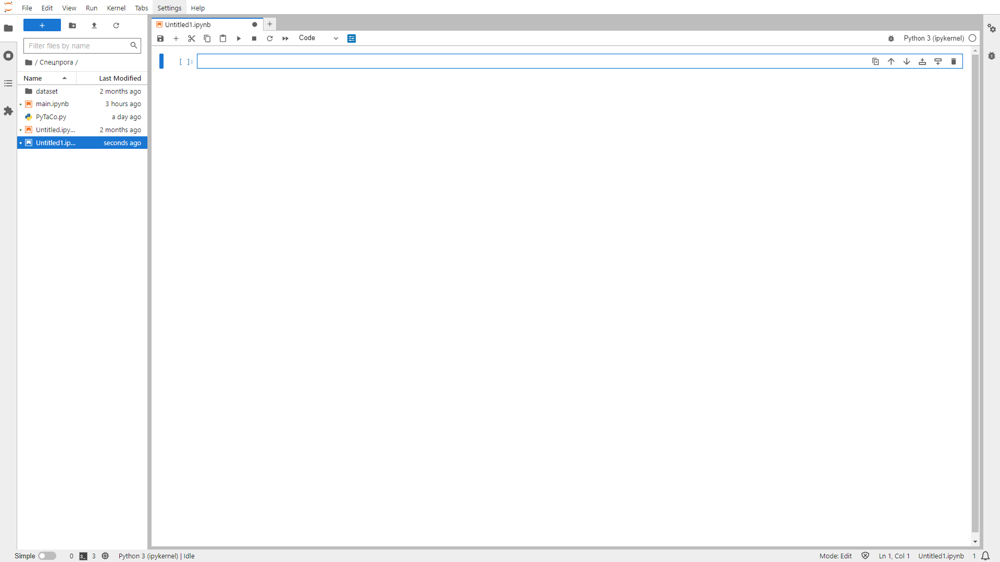 File Edit View Run Kernel Tabs Settings Help
Filter files by name
/ Спецпрога /
Name Last Modified
dataset 2 months ago
main.ipynb 3 hours ago
PyTaCo.py a day ago
Untitled.ipy... 2 months ago
Untitled1.ip... seconds ago
Untitled1.ipynb
Code
Python 3 (ipykernel)
[ ]:
Simple 0 3 Python 3 (ipykernel) | Idle
Mode: Edit Ln 1, Col 1 Untitled1.ipynb 1